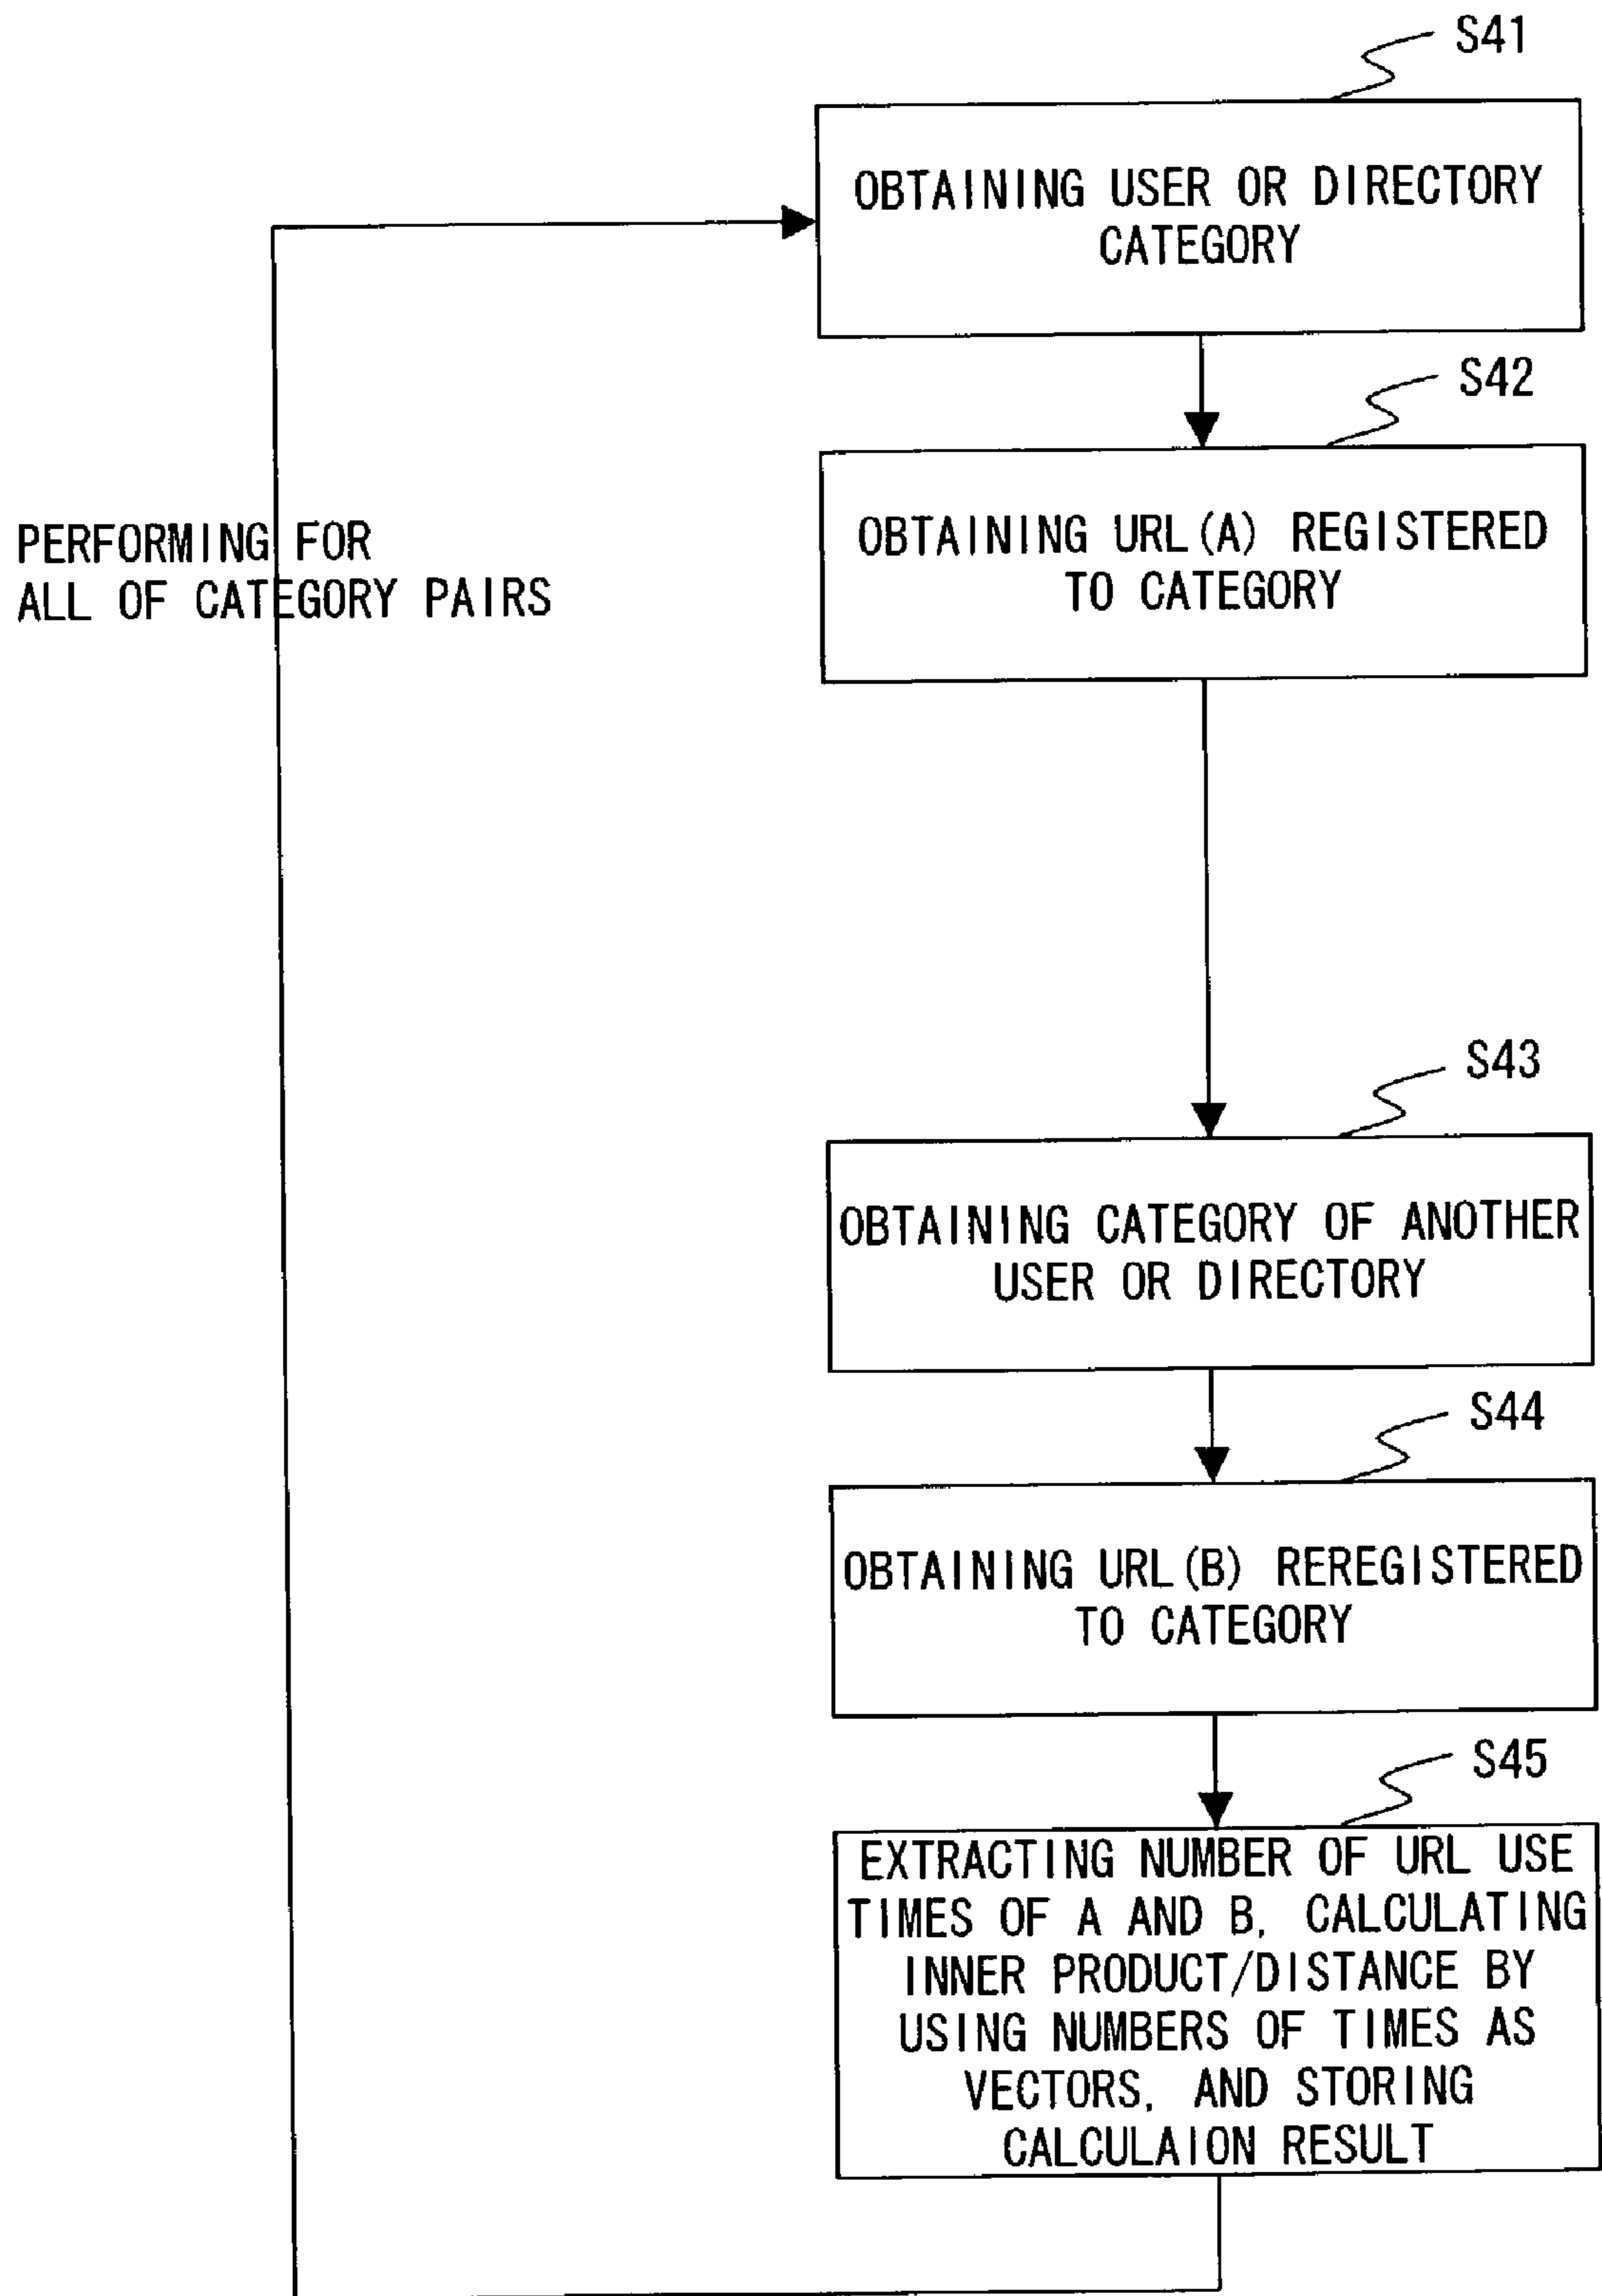 S41
OBTAINING USER OR DIRECTORY
CATEGORY
S42
OBTAINING URL(A) REGISTERED
TO CATEGORY
PERFORMING FOR
ALL OF CATEGORY PAIRS
S43
OBTAINING CATEGORY OF ANOTHER
USER OR DIRECTORY
S44
OBTAINING URL(B) REREGISTERED
TO CATEGORY
S45
EXTRACTING NUMBER OF URL USE
TIMES OF A AND B, CALCULATING
INNER PRODUCT/DISTANCE BY
USING NUMBERS OF TIMES AS
VECTORS, AND STORING
CALCULAION RESULT